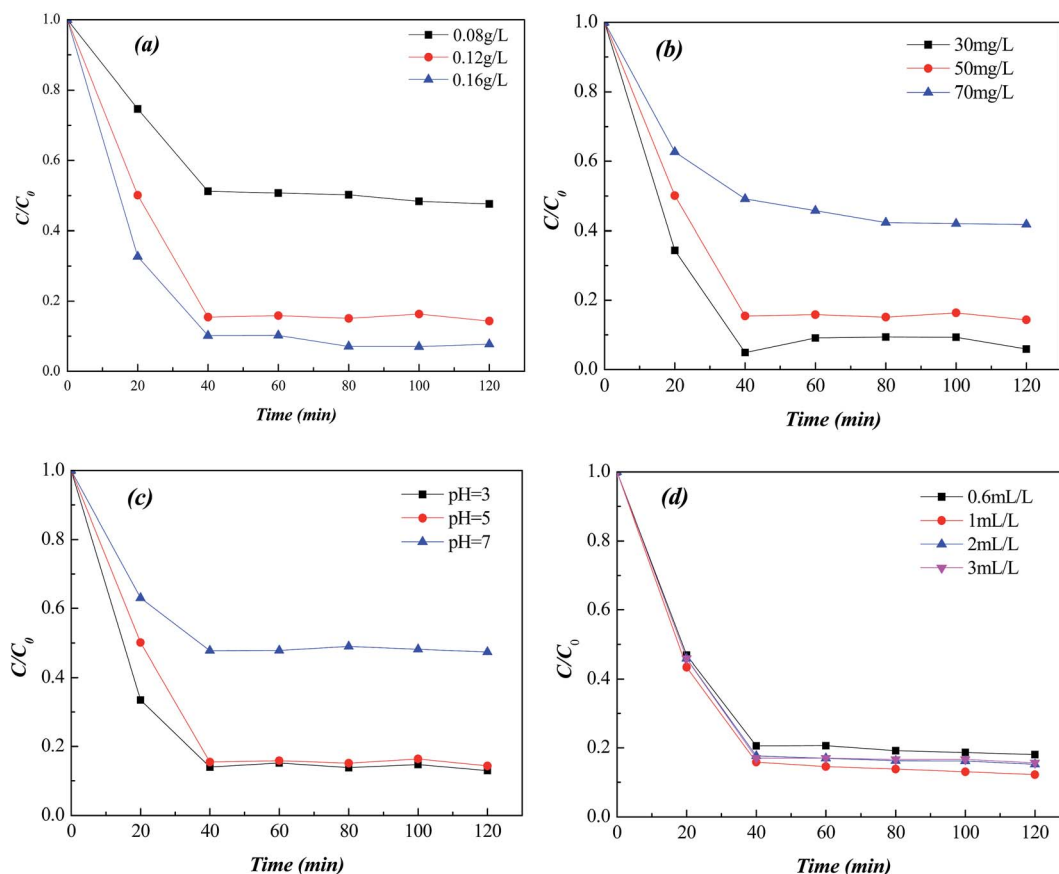 (a)
0.08g/L
0.12g/L
0.16g/L
1.0
0.8
0.6
0.4
0.2
0.0
C/C0
0 20 40 60 80 100 120
Time (min)
(b)
30mg/L
50mg/L
70mg/L
1.0
0.8
0.6
0.4
0.2
0.0
C/C0
0 20 40 60 80 100 120
Time (min)
(c)
pH=3
pH=5
pH=7
1.0
0.8
0.6
0.4
0.2
0.0
C/C0
0 20 40 60 80 100 120
Time (min)
(d)
0.6mL/L
1mL/L
2mL/L
3mL/L
1.0
0.8
0.6
0.4
0.2
0.0
C/C0
0 20 40 60 80 100 120
Time (min)